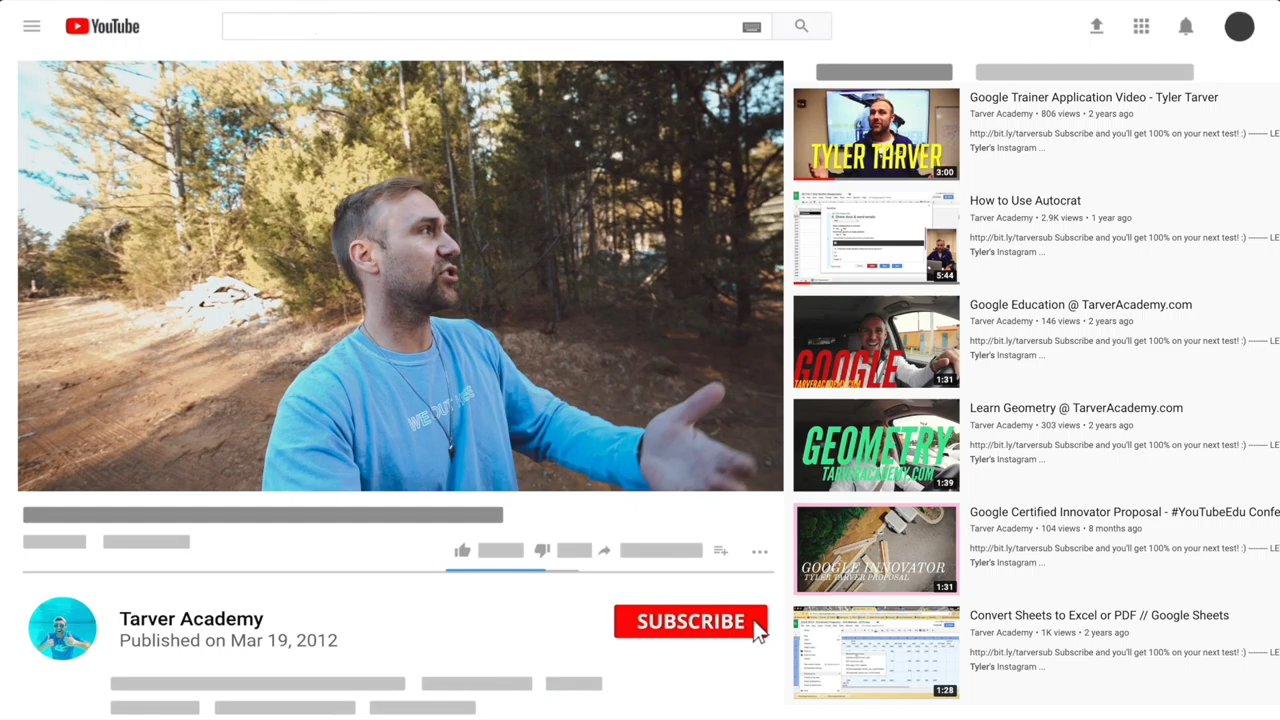 YouTube
Google Trainer Application Video - Tyler Tarver
Tarver Academy • 806 views • 2 years ago
http://bit.ly/tarversub Subscribe and you'll get 100% on your next test! :) ——— LE
Tyler's Instagram ...
TYLER TARVER
3:00
How to Use Autocrat
Tarver Academy • 2.9K views • 1 year ago
http://bit.ly/tarversub Subscribe and you'll get 100% on your next test! :) ——— LE
Tyler's Instagram ...
5:44
Google Education @ TarverAcademy.com
Tarver Academy • 146 views • 2 years ago
http://bit.ly/tarversub Subscribe and you'll get 100% on your next test! :) ——— LE
Tyler's Instagram ...
GOOGLE
TARVERACADEMY.COM
1:31
Learn Geometry @ TarverAcademy.com
Tarver Academy • 303 views • 2 years ago
http://bit.ly/tarversub Subscribe and you'll get 100% on your next test! :) ——— LE
Tyler's Instagram ...
GEOMETRY
TARVERACADEMY.COM
1:39
Google Certified Innovator Proposal - #YouTubeEdu Confe
Tarver Academy • 104 views • 8 months ago
http://bit.ly/tarversub Subscribe and you'll get 100% on your next test! :) ——— LE
Tyler's Instagram ...
GOOGLE INNOVATOR
TYLER TARVER PROPOSAL
1:31
Convert Sheets to Excel or PDF // Google Sheets
Tarver Academy • 1K views • 2 years ago
http://bit.ly/tarversub Subscribe and you'll get 100% on your next test! :) ——— LE
Tyler's Instagram ...
1:28
Tarver Academy
Published on Mar 19, 2012
SUBSCRIBE